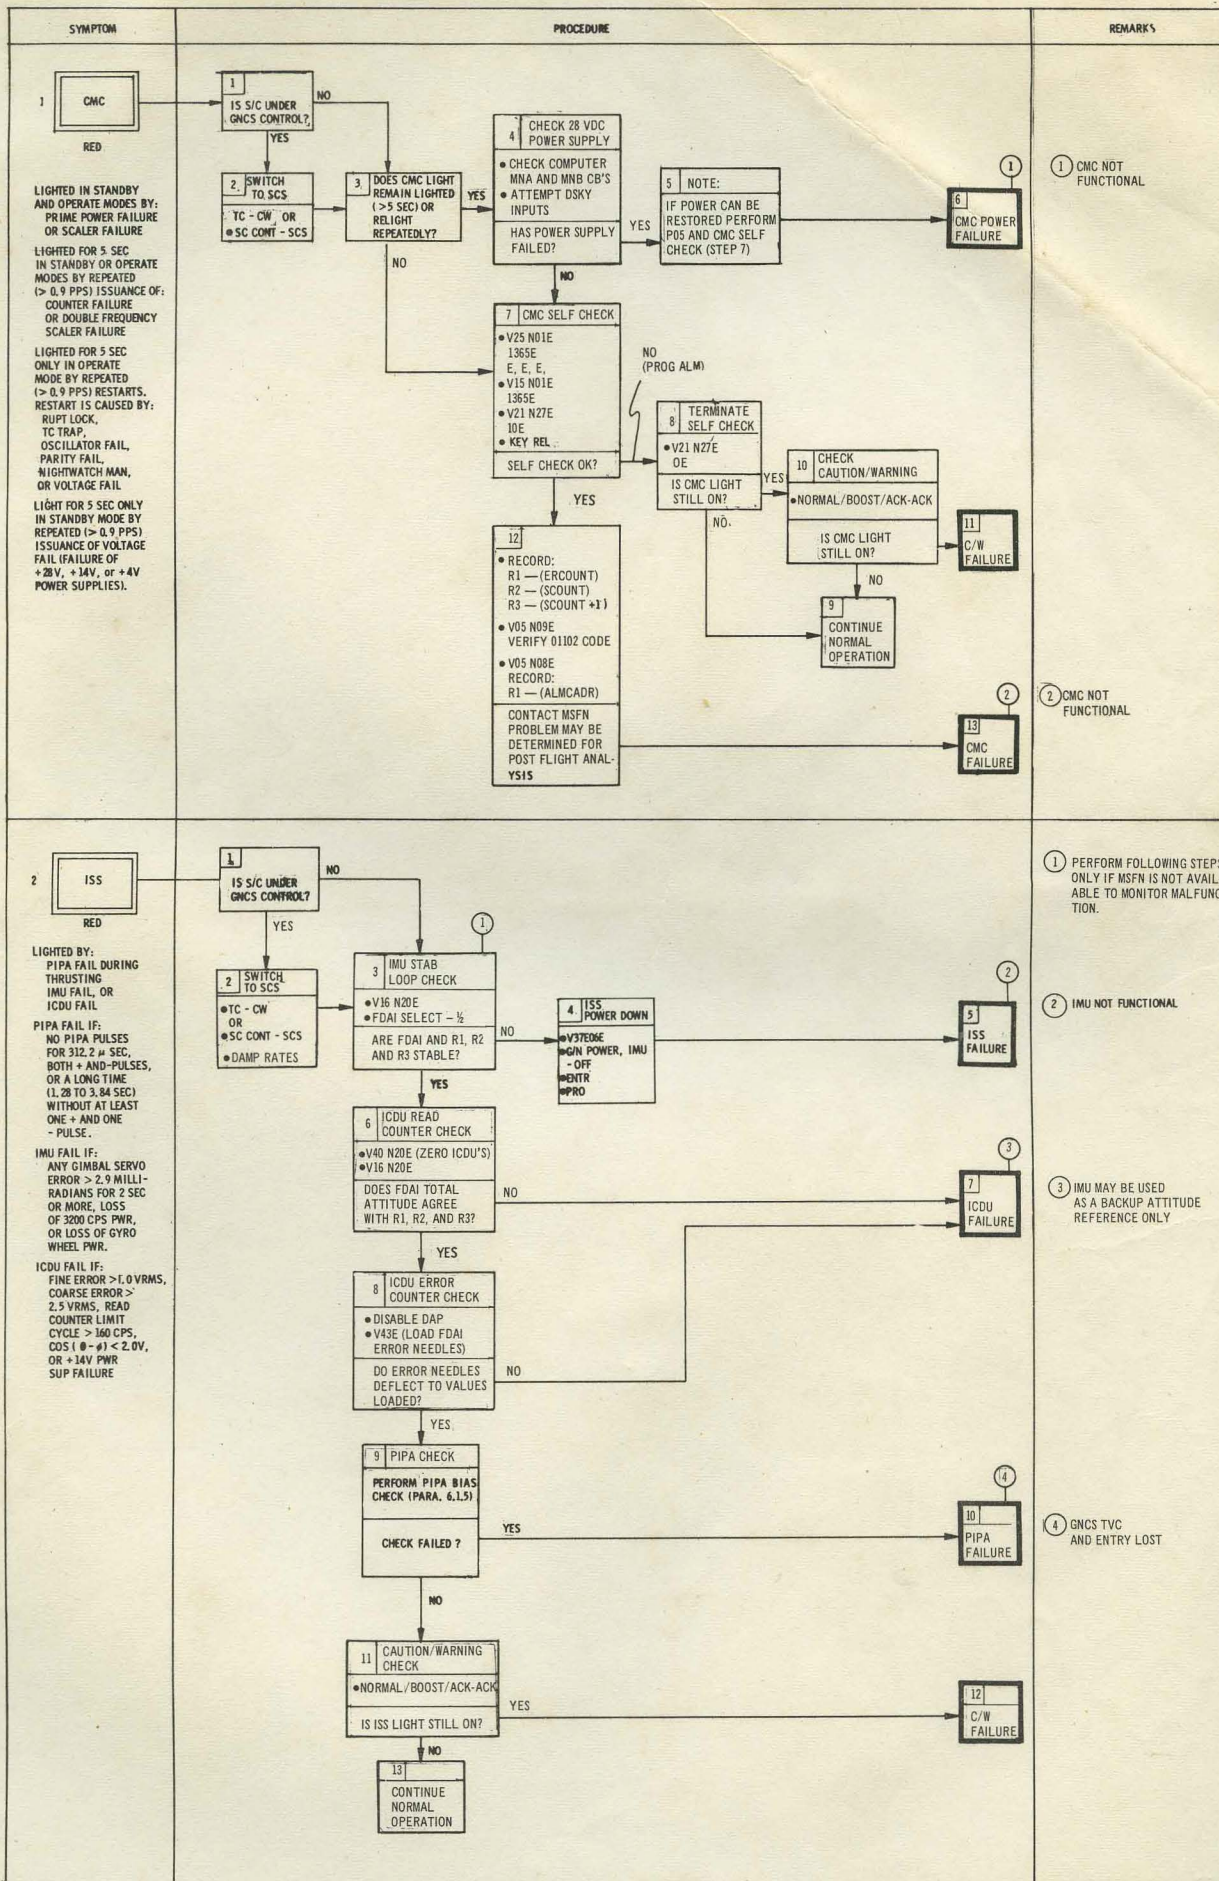 SYMPTOM
PROCEDURE
REMARKS
1
CMC
RED
LIGHTED IN STANDBY
AND OPERATE MODES BY:
PRIME POWER FAILURE
OR SCALER FAILURE
LIGHTED FOR 5 SEC
IN STANDBY OR OPERATE
MODES BY REPEATED
(> 0.9 PPS) ISSUANCE OF:
COUNTER FAILURE
OR DOUBLE FREQUENCY
SCALER FAILURE
LIGHTED FOR 5 SEC
ONLY IN OPERATE
MODE BY REPEATED
(> 0.9 PPS) RESTARTS.
RESTART IS CAUSED BY:
RUPT LOCK,
TC TRAP,
OSCILLATOR FAIL,
PARITY FAIL,
NIGHTWATCH MAN,
OR VOLTAGE FAIL
LIGHT FOR 5 SEC ONLY
IN STANDBY MODE BY
REPEATED (> 0.9 PPS)
ISSUANCE OF VOLTAGE
FAIL (FAILURE OF
+28V, +14V, or +4V
POWER SUPPLIES).
1
IS S/C UNDER
GNCS CONTROL?
NO
YES
2. SWITCH
TO SCS
TC - CW OR
• SC CONT - SCS
3. DOES CMC LIGHT
REMAIN LIGHTED
(>5 SEC) OR
RELIGHT
REPEATEDLY?
YES
NO
4 CHECK 28 VDC
POWER SUPPLY
• CHECK COMPUTER
MNA AND MNB CB'S
• ATTEMPT DSKY
INPUTS
HAS POWER SUPPLY
FAILED?
YES
NO
5 NOTE:
IF POWER CAN BE
RESTORED PERFORM
P05 AND CMC SELF
CHECK (STEP 7)
1
6
CMC POWER
FAILURE
1 CMC NOT
FUNCTIONAL
7 CMC SELF CHECK
• V25 N01E
1365E
E, E, E,
• V15 N01E
1365E
• V21 N27E
10E
• KEY REL
SELF CHECK OK?
NO
(PROG ALM)
YES
8 TERMINATE
SELF CHECK
• V21 N27E
OE
IS CMC LIGHT
STILL ON?
YES
NO.
10 CHECK
CAUTION/WARNING
• NORMAL/BOOST/ACK-ACK
IS CMC LIGHT
STILL ON?
NO
11
C/W
FAILURE
9
CONTINUE
NORMAL
OPERATION
12
• RECORD:
R1 — (ERCOUNT)
R2 — (SCOUNT)
R3 — (SCOUNT +1)
• V05 N09E
VERIFY 01102 CODE
• V05 N08E
RECORD:
R1 — (ALMCADR)
CONTACT MSFN
PROBLEM MAY BE
DETERMINED FOR
POST FLIGHT ANAL-
YSIS
2
13
CMC
FAILURE
2 CMC NOT
FUNCTIONAL
2
ISS
RED
LIGHTED BY:
PIPA FAIL DURING
THRUSTING
IMU FAIL, OR
ICDU FAIL
PIPA FAIL IF:
NO PIPA PULSES
FOR 312.2 μ SEC,
BOTH + AND-PULSES,
OR A LONG TIME
(1.28 TO 3.84 SEC)
WITHOUT AT LEAST
ONE + AND ONE
- PULSE.
IMU FAIL IF:
ANY GIMBAL SERVO
ERROR > 2.9 MILLI-
RADIANS FOR 2 SEC
OR MORE, LOSS
OF 3200 CPS PWR,
OR LOSS OF GYRO
WHEEL PWR.
ICDU FAIL IF:
FINE ERROR >1.0 VRMS,
COARSE ERROR >
2.5 VRMS, READ
COUNTER LIMIT
CYCLE > 160 CPS,
COS ( θ - φ) < 2.0V,
OR +14V PWR
SUP FAILURE
1
IS S/C UNDER
GNCS CONTROL?
NO
YES
2 SWITCH
TO SCS
• TC - CW
OR
• SC CONT - SCS
• DAMP RATES
1
3 IMU STAB
LOOP CHECK
• V16 N20E
• FDAI SELECT - ½
ARE FDAI AND R1, R2
AND R3 STABLE?
NO
YES
4. ISS
POWER DOWN
• V37E06E
• G/N POWER, IMU
- OFF
• ENTR
• PRO
2
5
ISS
FAILURE
1 PERFORM FOLLOWING STEPS
ONLY IF MSFN IS NOT AVAIL
ABLE TO MONITOR MALFUNC
TION.
2 IMU NOT FUNCTIONAL
6 ICDU READ
COUNTER CHECK
• V40 N20E (ZERO ICDU'S)
• V16 N20E
DOES FDAI TOTAL
ATTITUDE AGREE
WITH R1, R2, AND R3?
NO
YES
3
7
ICDU
FAILURE
3 IMU MAY BE USED
AS A BACKUP ATTITUDE
REFERENCE ONLY
8 ICDU ERROR
COUNTER CHECK
• DISABLE DAP
• V43E (LOAD FDAI
ERROR NEEDLES)
DO ERROR NEEDLES
DEFLECT TO VALUES
LOADED?
NO
YES
9 PIPA CHECK
PERFORM PIPA BIAS
CHECK (PARA. 6.1.5)
CHECK FAILED ?
YES
NO
4
10
PIPA
FAILURE
4 GNCS TVC
AND ENTRY LOST
11 CAUTION/WARNING
CHECK
• NORMAL/BOOST/ACK-ACK
IS ISS LIGHT STILL ON?
YES
NO
12
C/W
FAILURE
13
CONTINUE
NORMAL
OPERATION